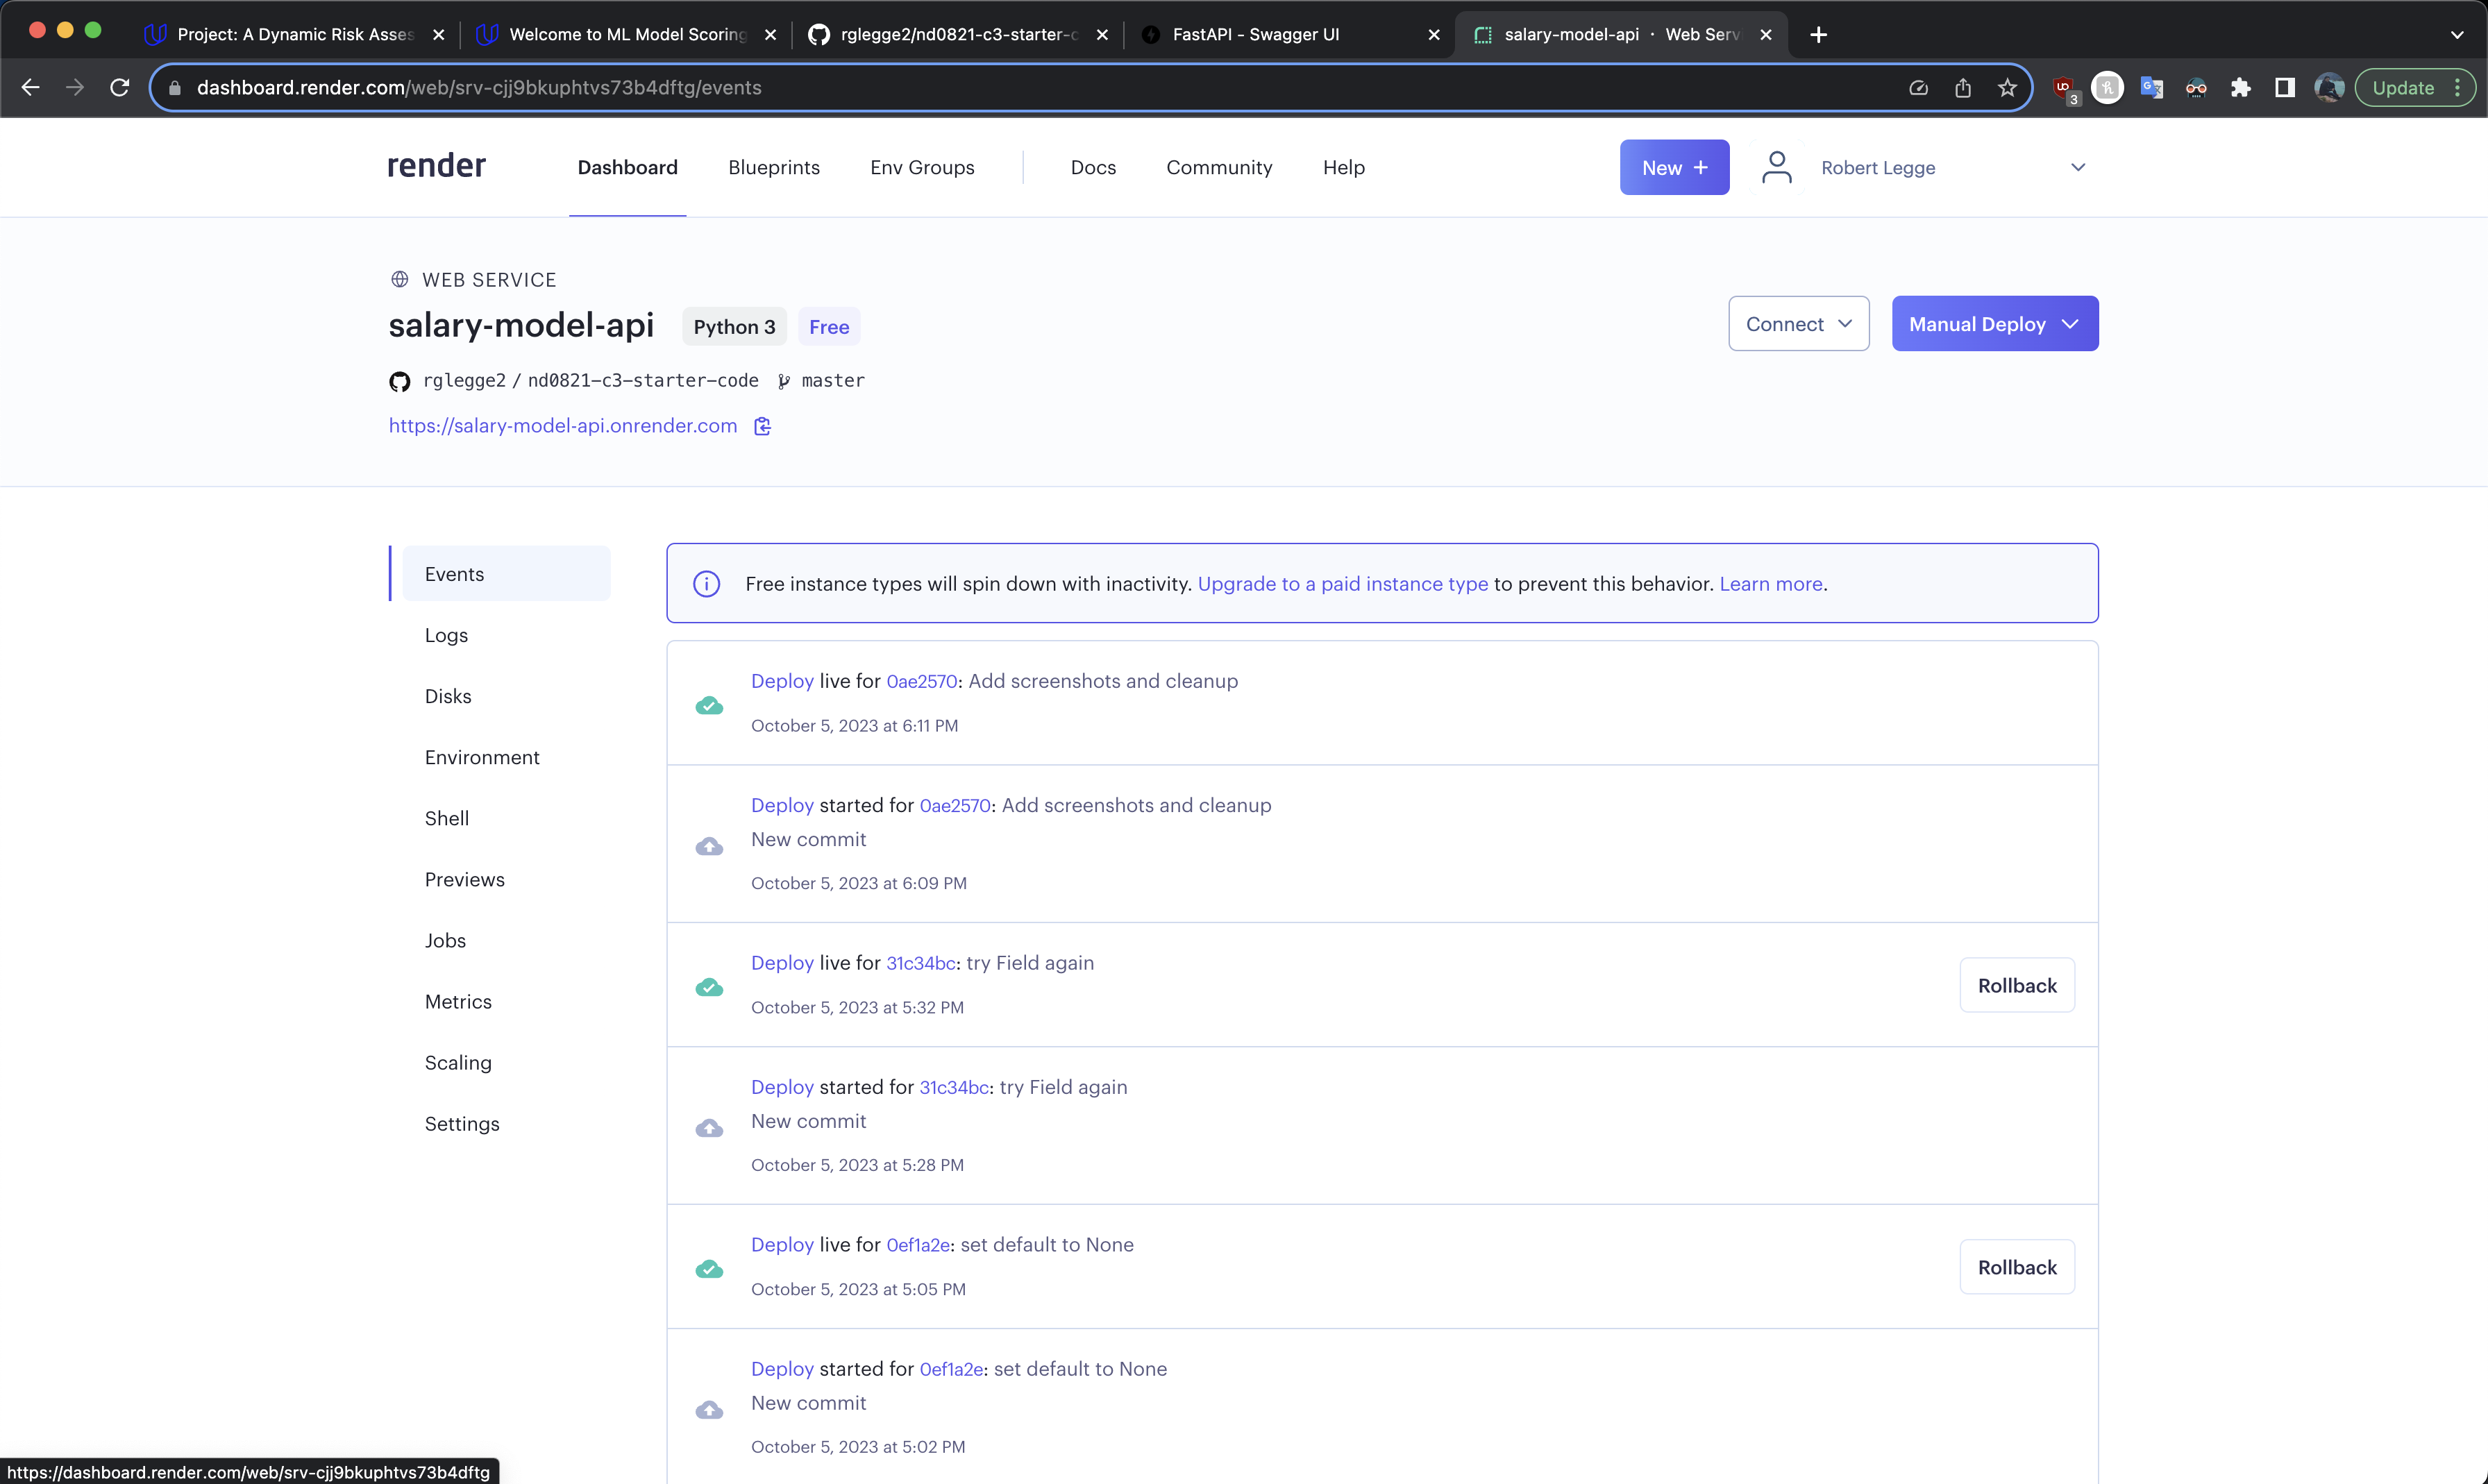 Project: A Dynamic Risk Asses
Welcome to ML Model Scoring
rglegge2/nd0821-c3-starter-c
FastAPI - Swagger UI
salary-model-api · Web Serv
dashboard.render.com/web/srv-cjj9bkuphtvs73b4dftg/events
3
Update
render
Dashboard
Blueprints
Env Groups
Docs
Community
Help
New +
Robert Legge
WEB SERVICE
salary-model-api
Python 3
Free
Connect
Manual Deploy
rglegge2 / nd0821-c3-starter-code
master
https://salary-model-api.onrender.com
Events
Logs
Disks
Environment
Shell
Previews
Jobs
Metrics
Scaling
Settings
Free instance types will spin down with inactivity. Upgrade to a paid instance type to prevent this behavior. Learn more.
Deploy live for 0ae2570: Add screenshots and cleanup
October 5, 2023 at 6:11 PM
Deploy started for 0ae2570: Add screenshots and cleanup
New commit
October 5, 2023 at 6:09 PM
Deploy live for 31c34bc: try Field again
October 5, 2023 at 5:32 PM
Rollback
Deploy started for 31c34bc: try Field again
New commit
October 5, 2023 at 5:28 PM
Deploy live for 0ef1a2e: set default to None
October 5, 2023 at 5:05 PM
Rollback
Deploy started for 0ef1a2e: set default to None
New commit
October 5, 2023 at 5:02 PM
https://dashboard.render.com/web/srv-cjj9bkuphtvs73b4dftg